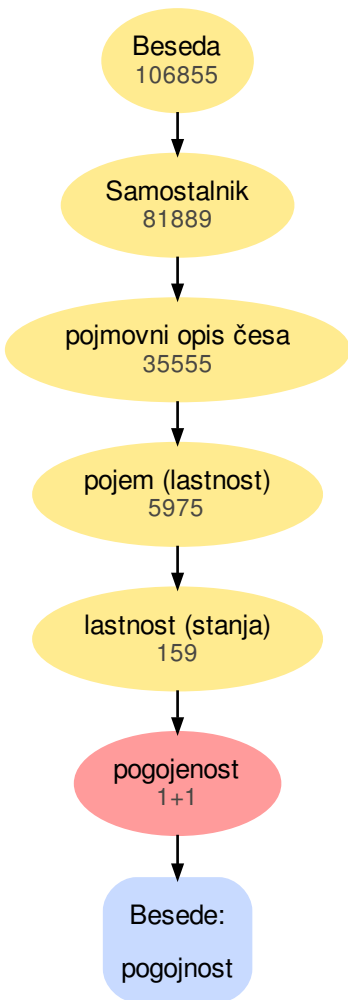 Beseda
106855
Samostalnik
81889
pojmovni opis česa
35555
pojem (lastnost)
5975
lastnost (stanja)
159
pogojenost
1+1
Besede:
pogojnost